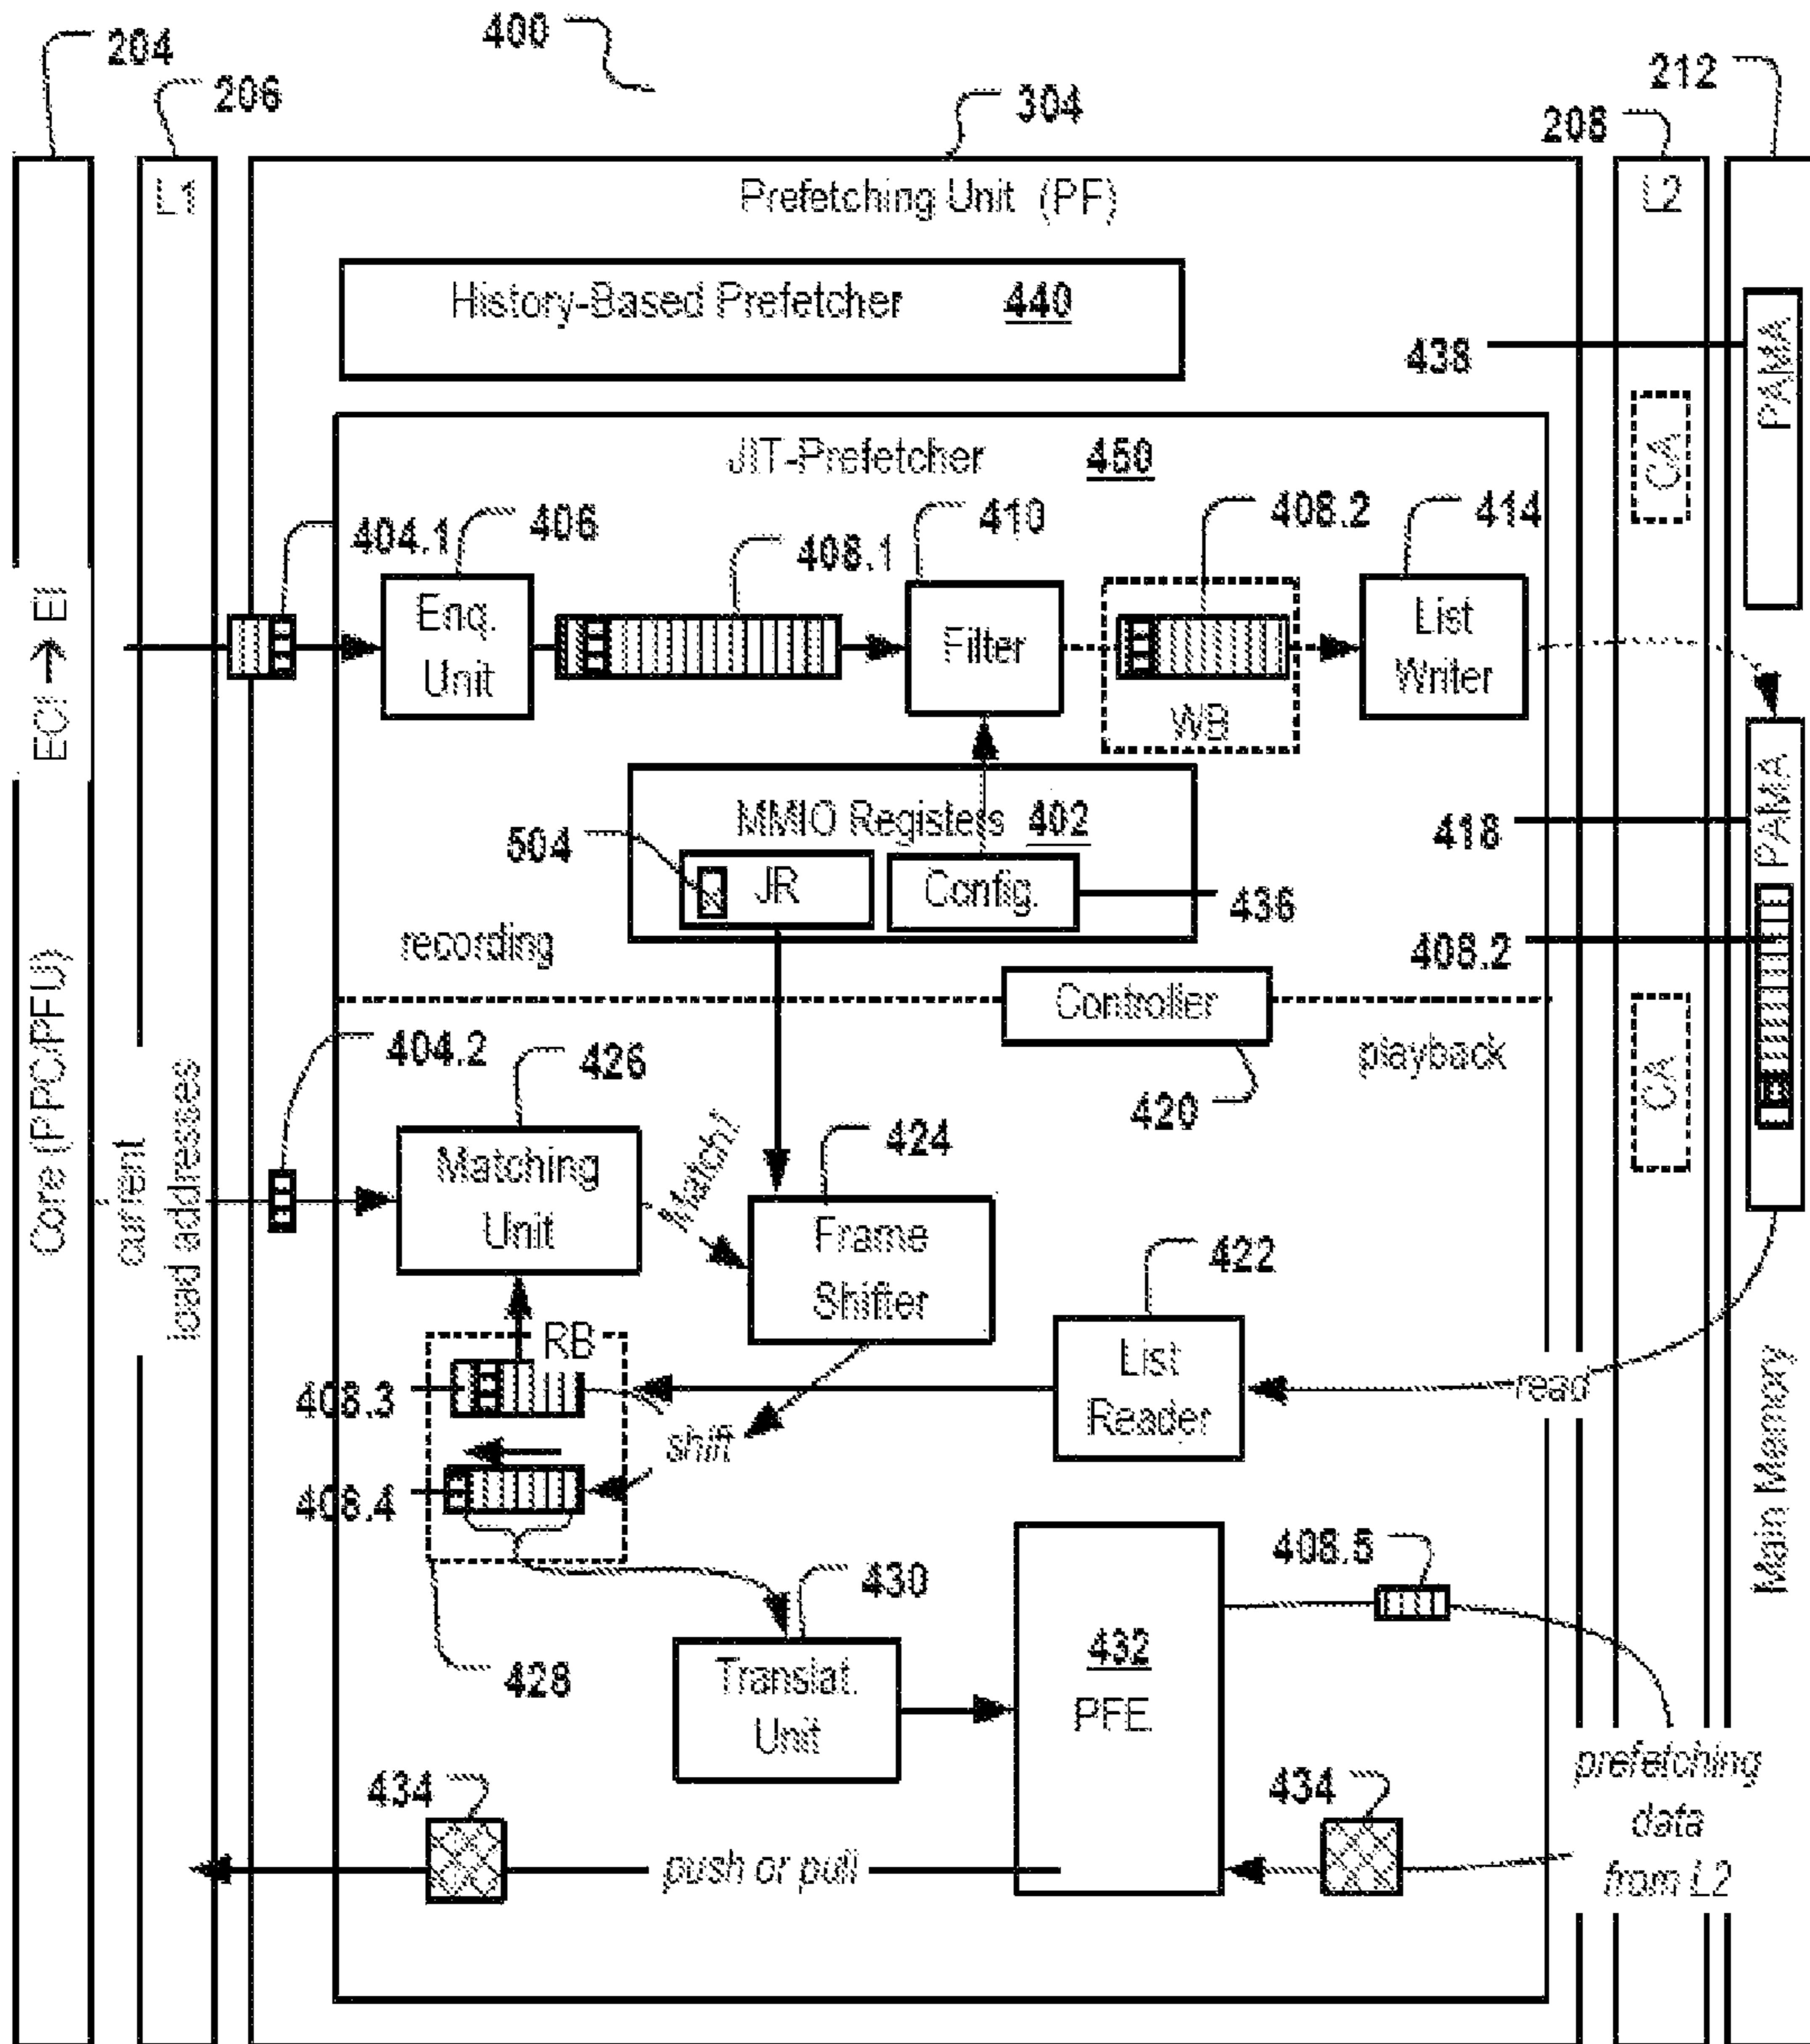 400
204
206
304
208
212
L1
Prefetching Unit (PF)
L2
History-Based Prefetcher 440
438
PAMA
CA
JIT-Prefetcher 450
404.1
406
408.1
410
408.2
414
Enq.
Unit
Filter
WB
List
Writer
ECI → EI
MMIO Registers 402
504
JR
Config.
436
418
PAMA
408.2
recording
Controller
playback
420
CA
Core (PPC/PFU)
current
load addresses
404.2
426
Matching
Unit
Match!
424
Frame
Shifter
422
List
Reader
read
Main Memory
RB
408.3
shift
408.4
428
430
Translat.
Unit
432
PFE
408.5
434
push or pull
434
prefetching
data
from L2